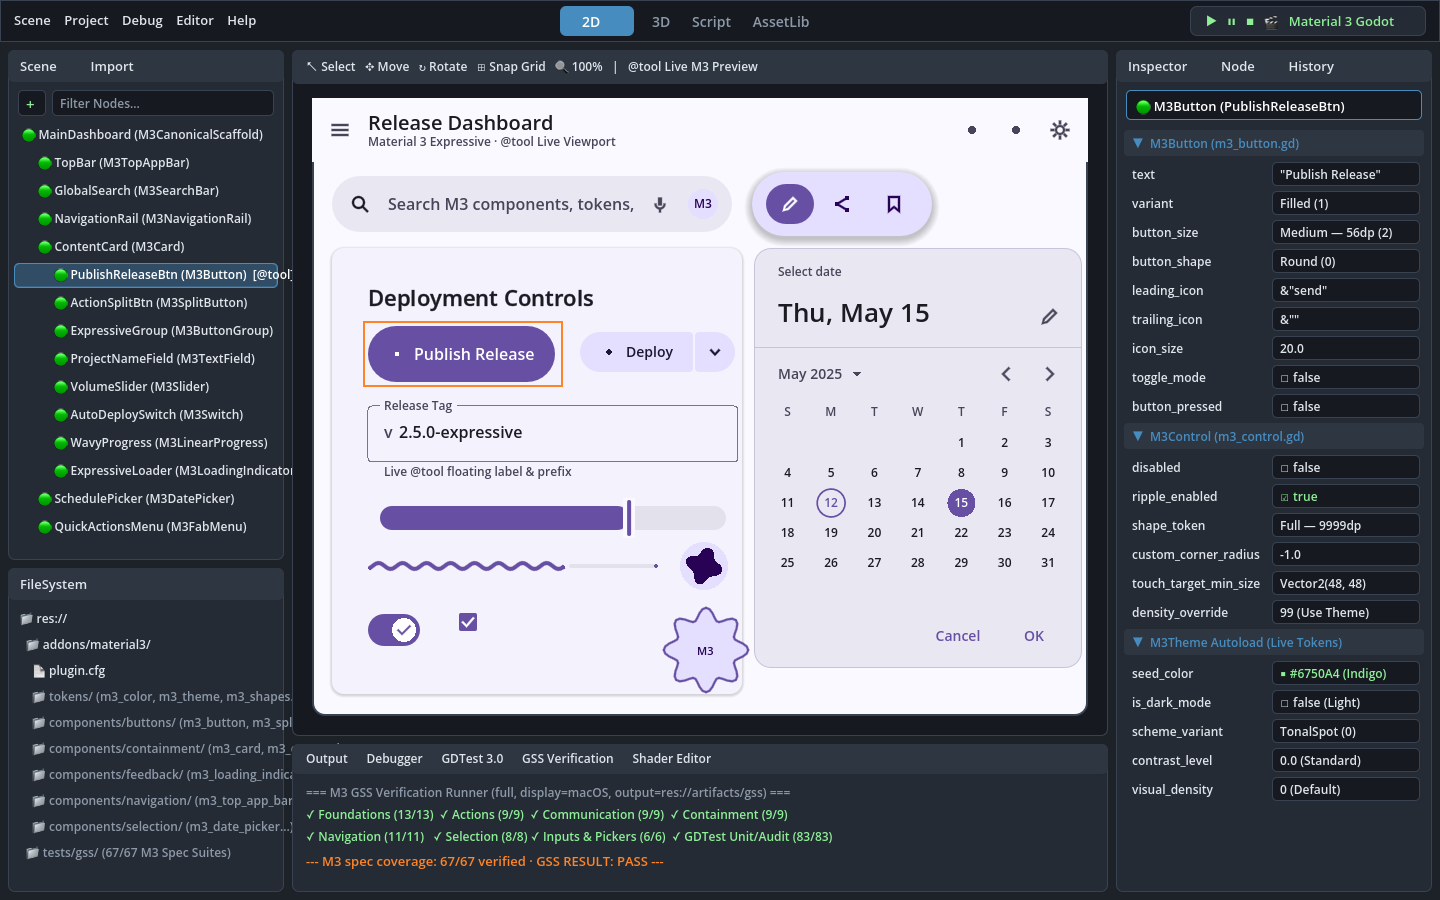 Scene Project Debug Editor Help
2D 3D Script AssetLib
Material 3 Godot
Scene Import
+ Filter Nodes...
MainDashboard (M3CanonicalScaffold)
TopBar (M3TopAppBar)
GlobalSearch (M3SearchBar)
NavigationRail (M3NavigationRail)
ContentCard (M3Card)
PublishReleaseBtn (M3Button) [@tool]
ActionSplitBtn (M3SplitButton)
ExpressiveGroup (M3ButtonGroup)
ProjectNameField (M3TextField)
VolumeSlider (M3Slider)
AutoDeploySwitch (M3Switch)
WavyProgress (M3LinearProgress)
ExpressiveLoader (M3LoadingIndicator
SchedulePicker (M3DatePicker)
QuickActionsMenu (M3FabMenu)
FileSystem
res://
addons/material3/
plugin.cfg
tokens/ (m3_color, m3_theme, m3_shapes.
components/buttons/ (m3_button, m3_spl
components/containment/ (m3_card, m3_
components/feedback/ (m3_loading_indica
components/navigation/ (m3_top_app_bar
components/selection/ (m3_date_picker...)
tests/gss/ (67/67 M3 Spec Suites)
↖ Select Move ↻ Rotate ⊞ Snap Grid 100% | @tool Live M3 Preview
Release Dashboard
Material 3 Expressive · @tool Live Viewport
Search M3 components, tokens, M3
Deployment Controls
Publish Release
Deploy
Release Tag
v 2.5.0-expressive
Live @tool floating label & prefix
M3
Select date
Thu, May 15
May 2025
S M T W T F S
1 2 3
4 5 6 7 8 9 10
11 12 13 14 15 16 17
18 19 20 21 22 23 24
25 26 27 28 29 30 31
Cancel OK
Output Debugger GDTest 3.0 GSS Verification Shader Editor
=== M3 GSS Verification Runner (full, display=macOS, output=res://artifacts/gss) ===
✓ Foundations (13/13) ✓ Actions (9/9) ✓ Communication (9/9) ✓ Containment (9/9)
✓ Navigation (11/11) ✓ Selection (8/8) ✓ Inputs & Pickers (6/6) ✓ GDTest Unit/Audit (83/83)
--- M3 spec coverage: 67/67 verified · GSS RESULT: PASS ---
Inspector Node History
M3Button (PublishReleaseBtn)
▼ M3Button (m3_button.gd)
text "Publish Release"
variant Filled (1)
button_size Medium — 56dp (2)
button_shape Round (0)
leading_icon &"send"
trailing_icon &""
icon_size 20.0
toggle_mode □ false
button_pressed □ false
▼ M3Control (m3_control.gd)
disabled □ false
ripple_enabled ☑ true
shape_token Full — 9999dp
custom_corner_radius -1.0
touch_target_min_size Vector2(48, 48)
density_override 99 (Use Theme)
▼ M3Theme Autoload (Live Tokens)
seed_color ▪ #6750A4 (Indigo)
is_dark_mode □ false (Light)
scheme_variant TonalSpot (0)
contrast_level 0.0 (Standard)
visual_density 0 (Default)